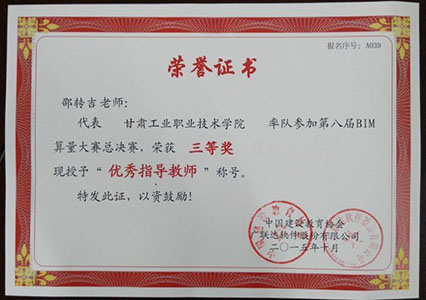 报名序号：A039
荣誉证书
邵转吉老师：
代表 甘肃工业职业技术学院 率队参加第八届BIM
算量大赛总决赛，荣获 三等奖
现授予“ 优秀指导教师 ”称号。
特发此证，以资鼓励！
中国建设教育协会
广联达软件股份有限公司
二〇一五年十月